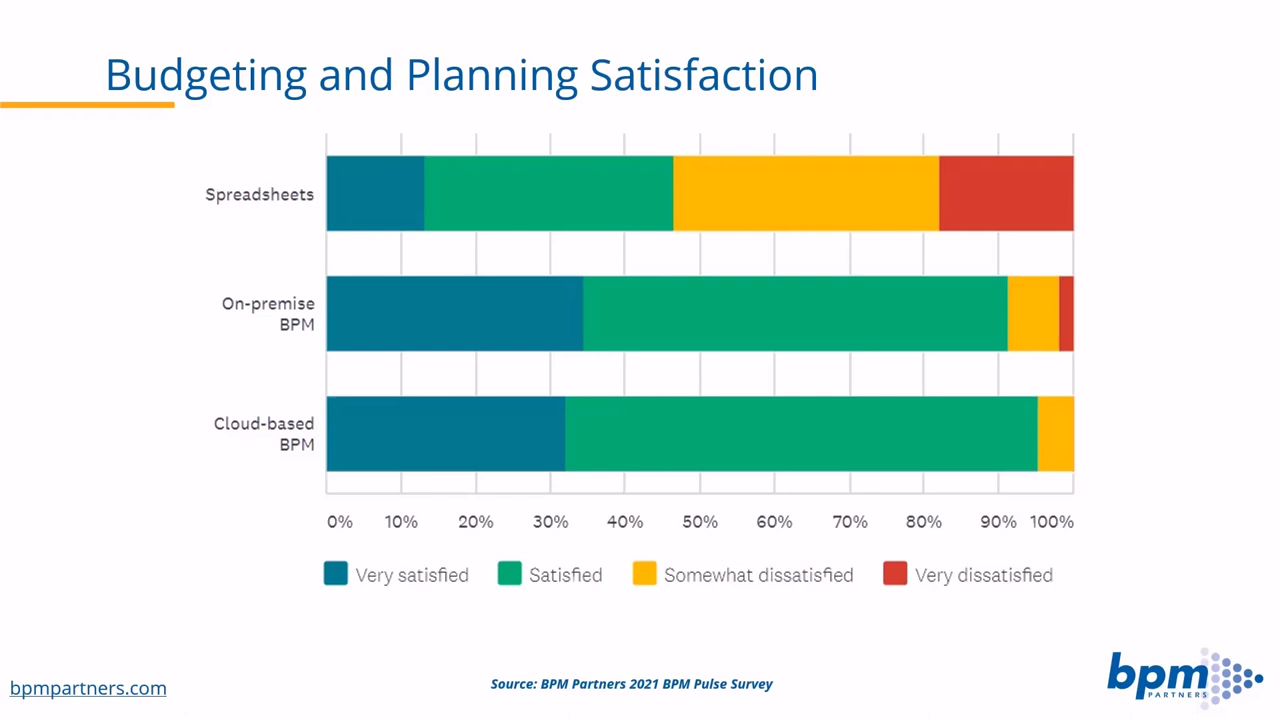 Budgeting and Planning Satisfaction
Spreadsheets
On-premise
BPM
Cloud-based
BPM
0% 10% 20% 30% 40% 50% 60% 70% 80% 90% 100%
Very satisfied Satisfied Somewhat dissatisfied Very dissatisfied
bpmpartners.com
Source: BPM Partners 2021 BPM Pulse Survey
bpm
PARTNERS